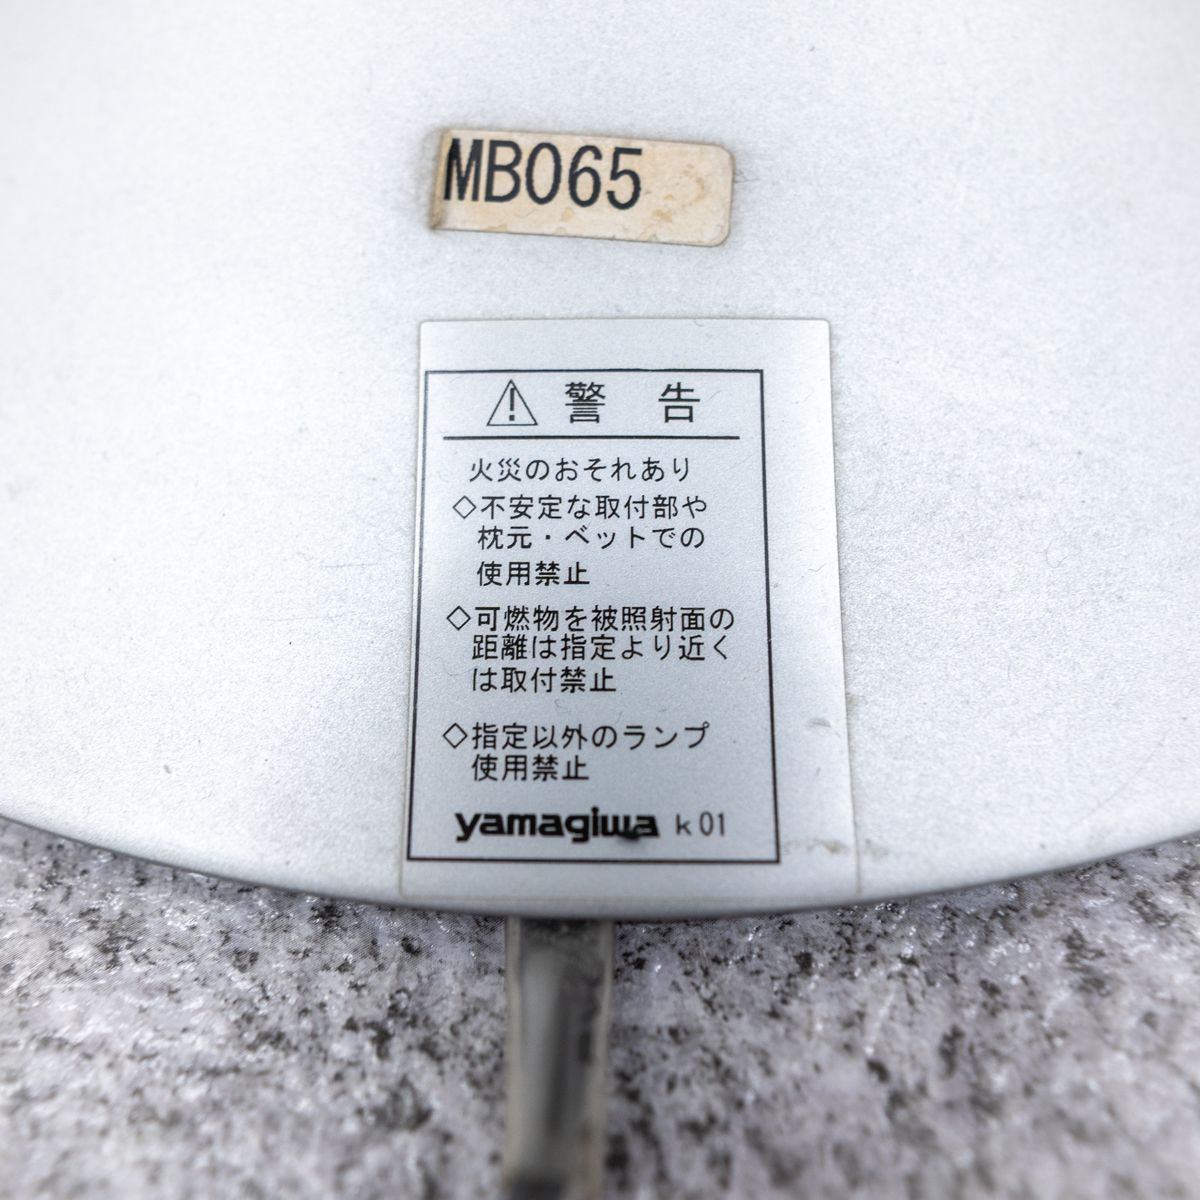 MB065
警 告
火災のおそれあり
◇不安定な取付部や
枕元・ベットでの
使用禁止
◇可燃物を被照射面の
距離は指定より近く
は取付禁止
◇指定以外のランプ
使用禁止
yamagiwa k01